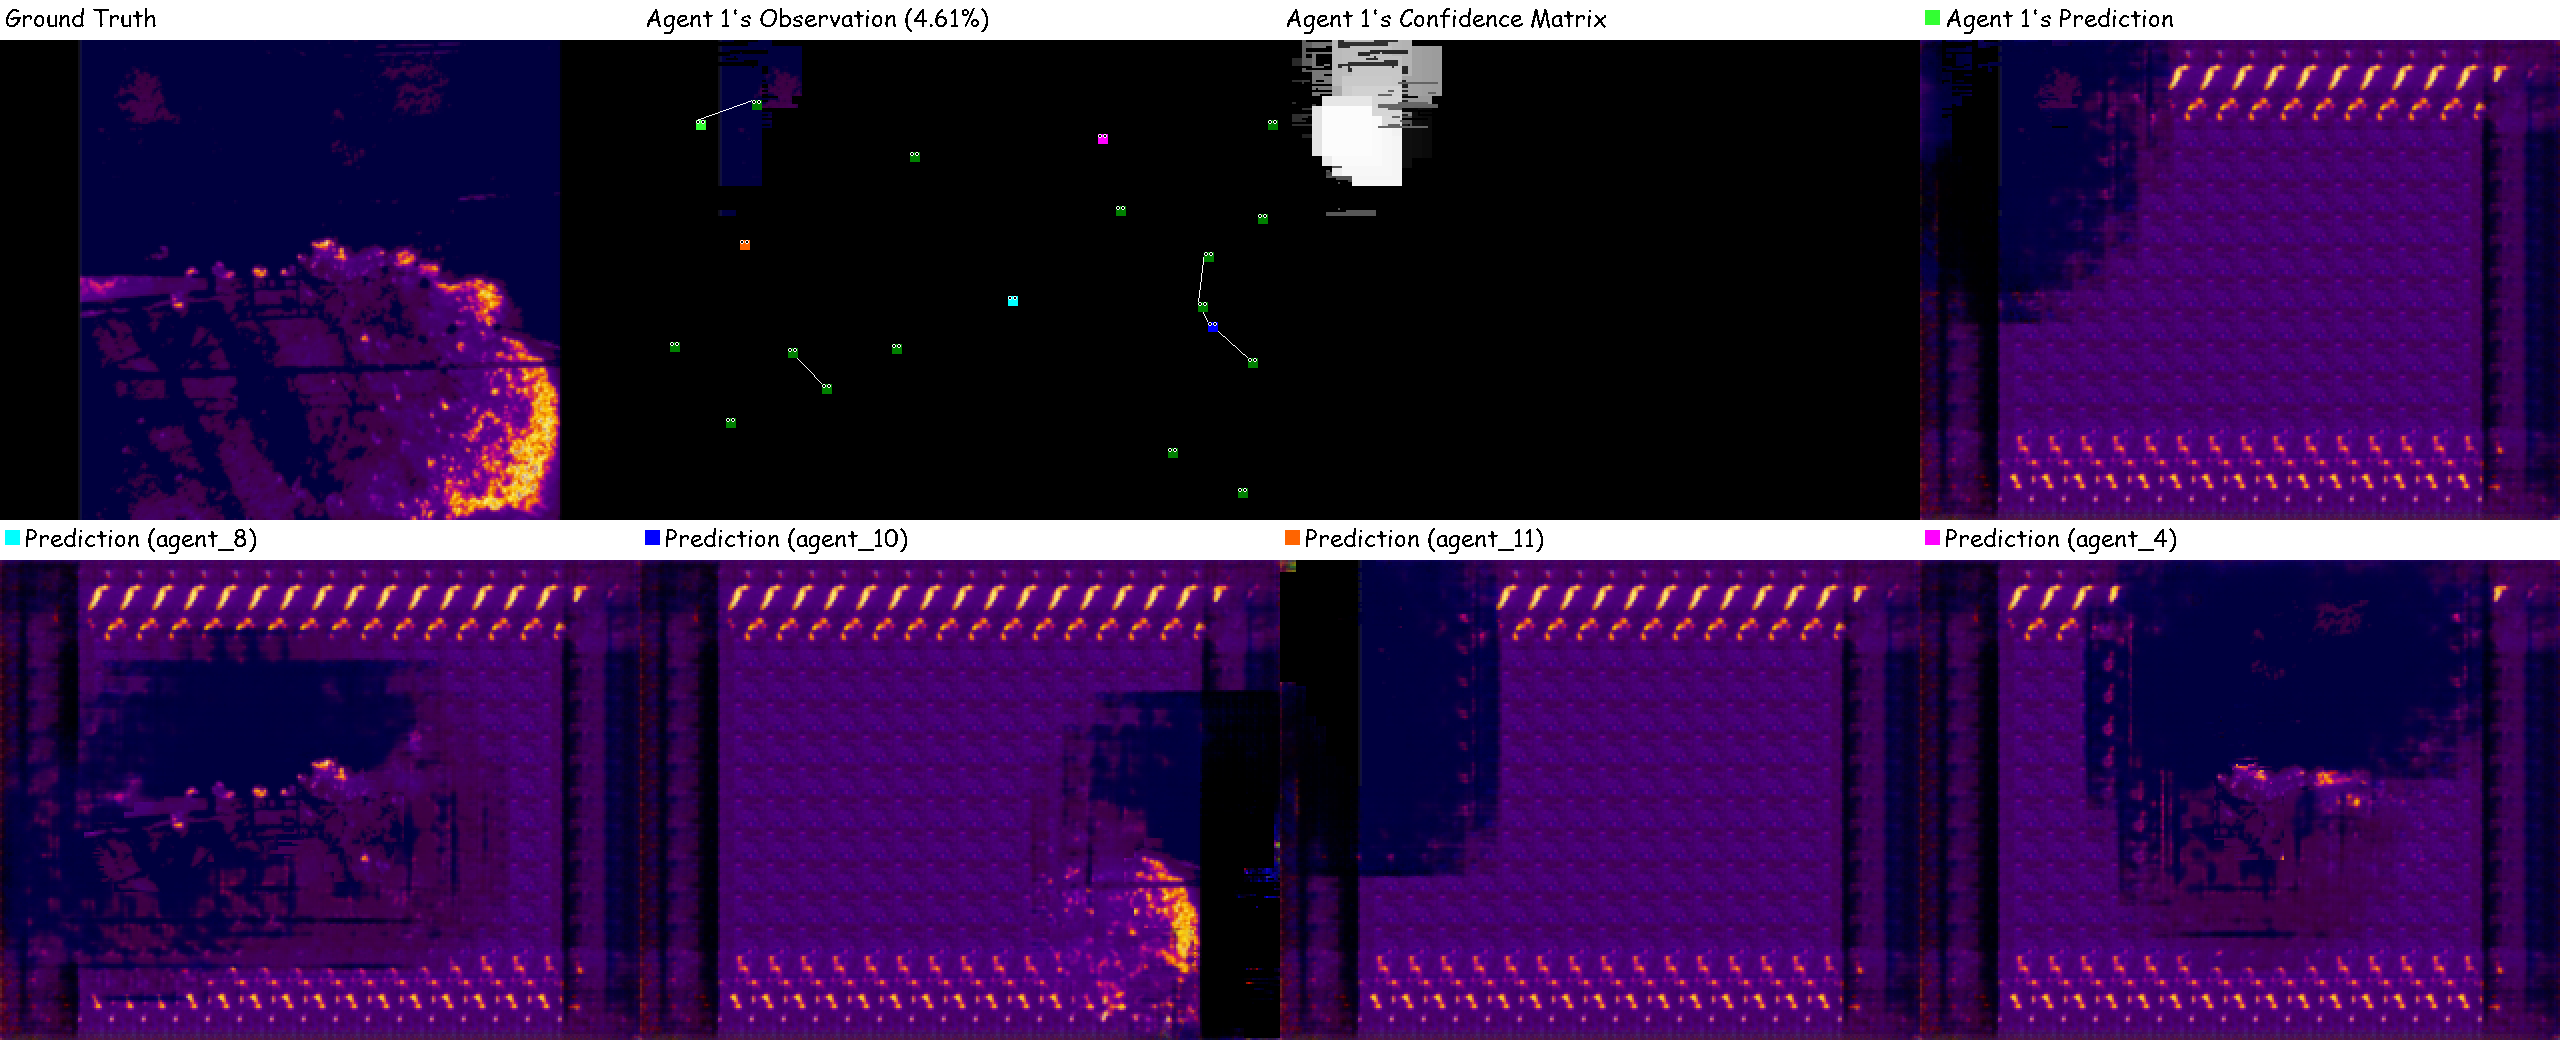 Ground Truth
Agent 1's Observation (4.61%)
Agent 1's Confidence Matrix
Agent 1's Prediction
Prediction (agent_8)
Prediction (agent_10)
Prediction (agent_11)
Prediction (agent_4)